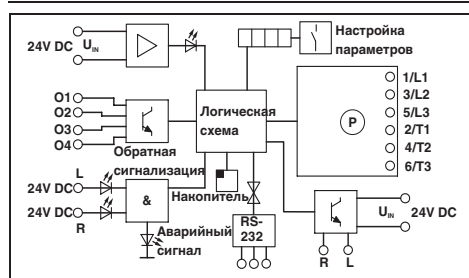 24V DC U_IN
Настройка
параметров
1/L1
3/L2
5/L3
2/T1
4/T2
6/T3
P
O1
O2
O3
O4
Логическая
схема
Обратная
сигнализация
L
24V DC
24V DC
R
&
Накопитель
Аварийный
сигнал
RS-
232
U_IN 24V DC
R L